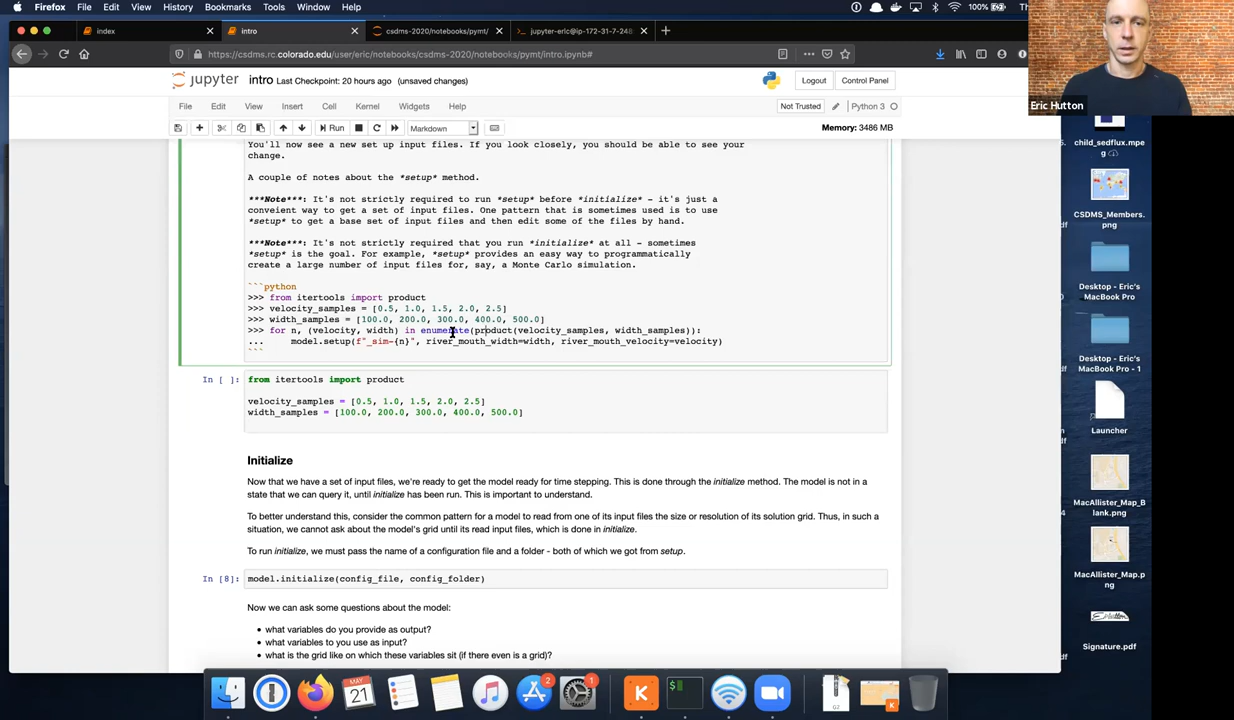 Firefox File Edit View History Bookmarks Tools Window Help 100% Th
index intro csdms-2020/notebooks/pymt/ jupyter-eric@ip-172-31-7-248
https://csdms.rc.colorado.edu/user/eric/notebooks/csdms-2020/notebooks/pymt/intro.ipynb#
jupyter intro Last Checkpoint: 20 hours ago (unsaved changes) Logout Control Panel
File Edit View Insert Cell Kernel Widgets Help Not Trusted Python 3
Run Markdown Memory: 3486 MB
You'll now see a new set up input files. If you look closely, you should be able to see your
change.
A couple of notes about the *setup* method.
***Note***: It's not strictly required to run *setup* before *initialize* - it's just a
conveient way to get a set of input files. One pattern that is sometimes used is to use
*setup* to get a base set of input files and then edit some of the files by hand.
***Note***: It's not strictly required that you run *initialize* at all - sometimes
*setup* is the goal. For example, *setup* provides an easy way to programmatically
create a large number of input files for, say, a Monte Carlo simulation.
```python
>>> from itertools import product
>>> velocity_samples = [0.5, 1.0, 1.5, 2.0, 2.5]
>>> width_samples = [100.0, 200.0, 300.0, 400.0, 500.0]
>>> for n, (velocity, width) in enumerate(product(velocity_samples, width_samples)):
... model.setup(f"_sim-{n}", river_mouth_width=width, river_mouth_velocity=velocity)
```
In [ ]: from itertools import product
velocity_samples = [0.5, 1.0, 1.5, 2.0, 2.5]
width_samples = [100.0, 200.0, 300.0, 400.0, 500.0]
Initialize
Now that we have a set of input files, we're ready to get the model ready for time stepping. This is done through the initialize method. The model is not in a
state that we can query it, until initialize has been run. This is important to understand.
To better understand this, consider the common pattern for a model to read from one of its input files the size or resolution of its solution grid. Thus, in such a
situation, we cannot ask about the model's grid until its read input files, which is done in initialize.
To run initialize, we must pass the name of a configuration file and a folder - both of which we got from setup.
In [8]: model.initialize(config_file, config_folder)
Now we can ask some questions about the model:
• what variables do you provide as output?
• what variables to you use as input?
• what is the grid like on which these variables sit (if there even is a grid)?
Eric Hutton
child_sedflux.mpe
g
CSDMS_Members.
png
df
Desktop - Eric's
MacBook Pro
df
Desktop - Eric's
MacBook Pro - 1
Launcher
MacAllister_Map_B
lank.png
MacAllister_Map.p
ng
Signature.pdf
MAY
21
2
1
K
$
GZ
K